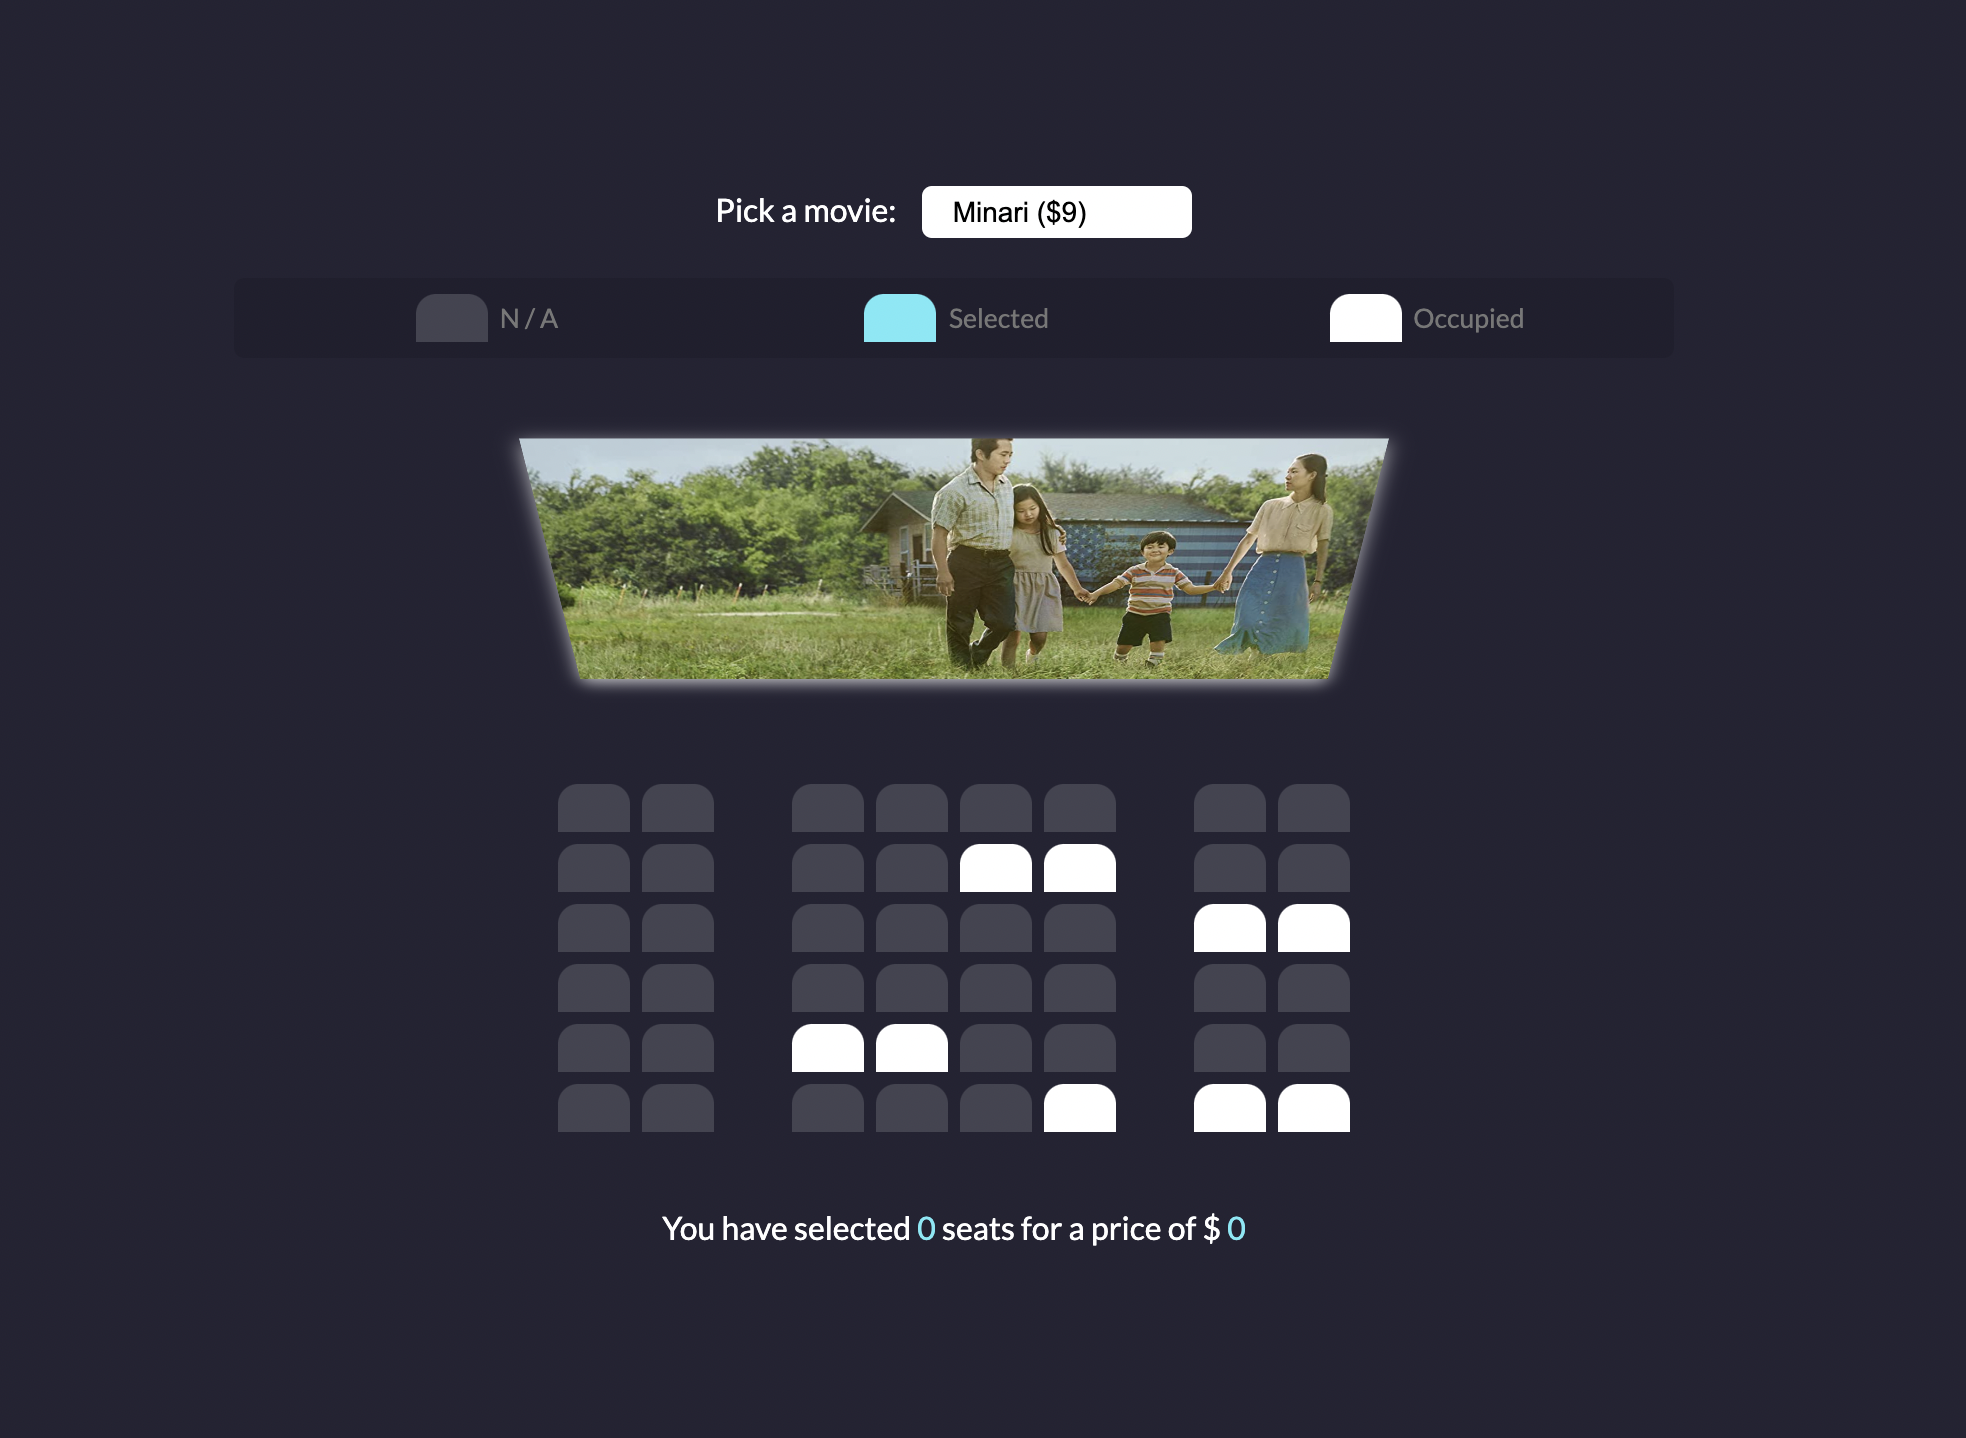 Pick a movie: Minari ($9)
N / A Selected Occupied
You have selected 0 seats for a price of $ 0